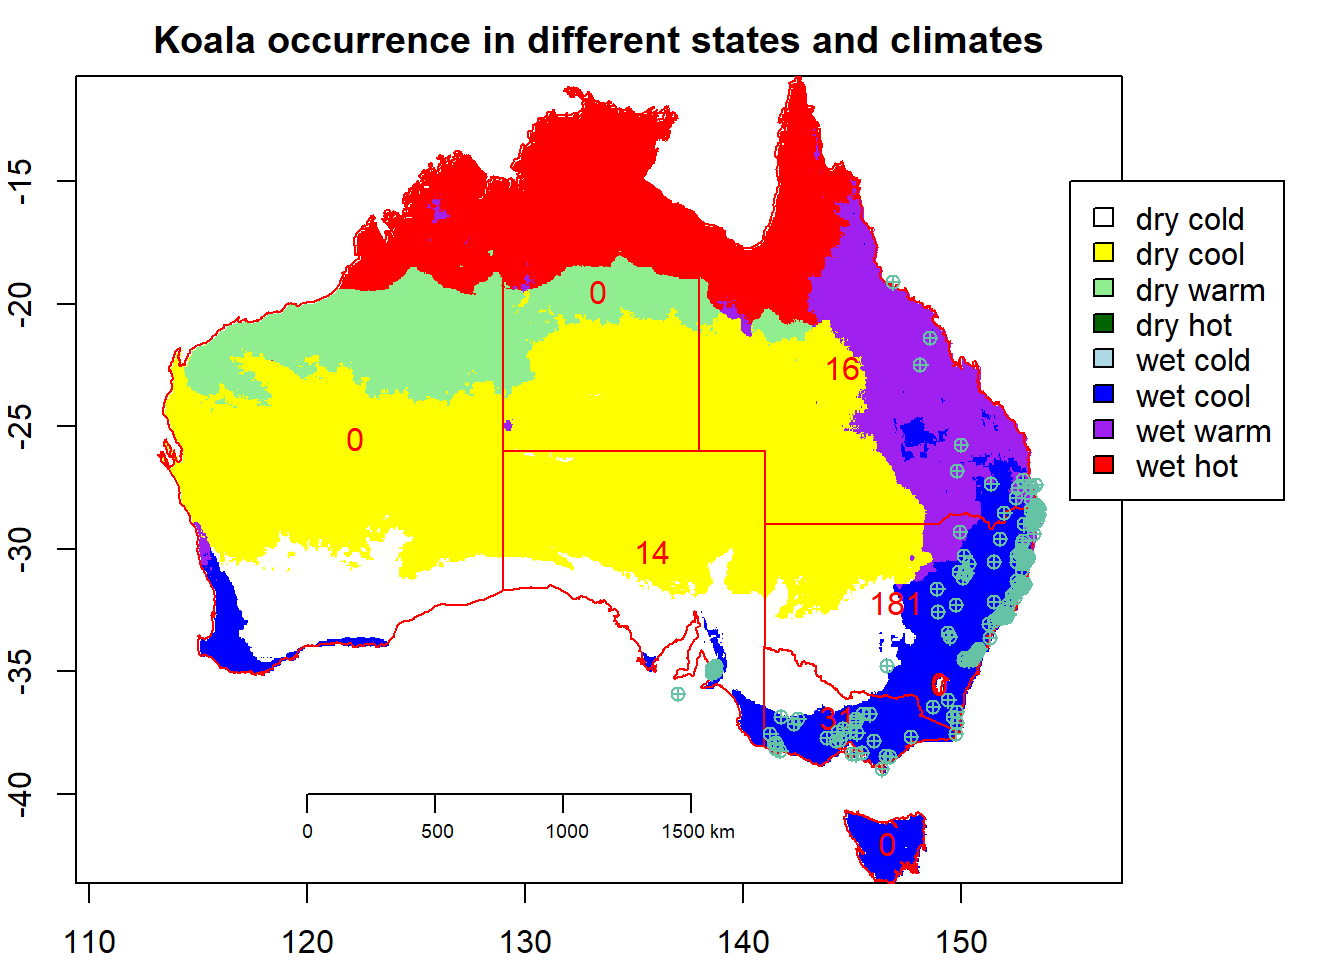 Koala occurrence in different states and climates
-15
-20
-25
-30
-35
-40
110
120
130
140
150
0
16
0
14
181
0
31
0
0
500
1000
1500 km
dry cold
dry cool
dry warm
dry hot
wet cold
wet cool
wet warm
wet hot